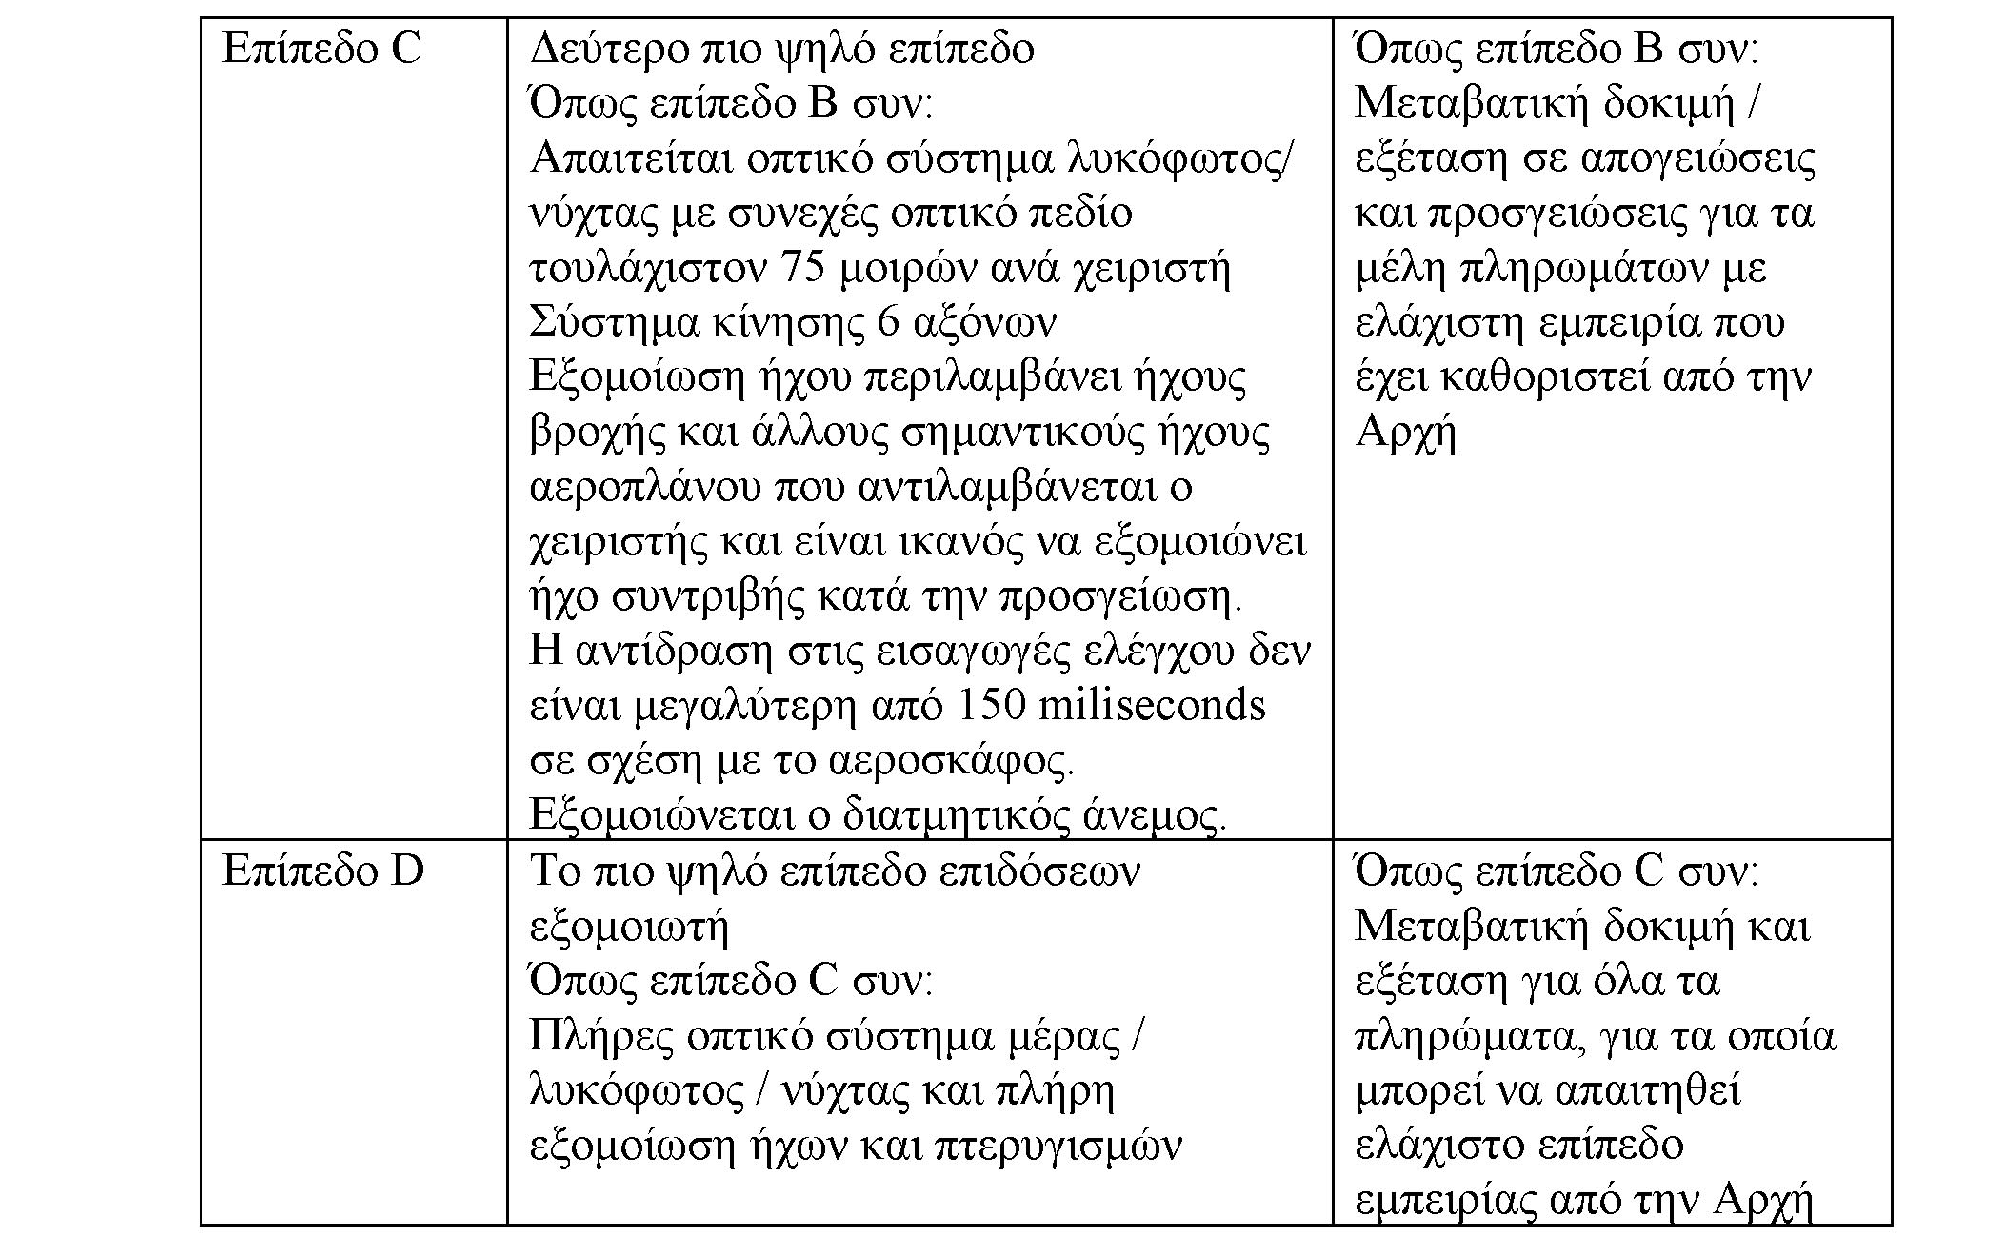 Επίπεδο C
Δεύτερο πιο ψηλό επίπεδο
Όπως επίπεδο B συν:
Απαιτείται οπτικό σύστημα λυκόφωτος/
νύχτας με συνεχές οπτικό πεδίο
τουλάχιστον 75 μοιρών ανά χειριστή
Σύστημα κίνησης 6 αξόνων
Εξομοίωση ήχου περιλαμβάνει ήχους
βροχής και άλλους σημαντικούς ήχους
αεροπλάνου που αντιλαμβάνεται ο
χειριστής και είναι ικανός να εξομοιώνει
ήχο συντριβής κατά την προσγείωση.
Η αντίδραση στις εισαγωγές ελέγχου δεν
είναι μεγαλύτερη από 150 miliseconds
σε σχέση με το αεροσκάφος.
Εξομοιώνεται ο διατμητικός άνεμος.
Όπως επίπεδο B συν:
Μεταβατική δοκιμή /
εξέταση σε απογειώσεις
και προσγειώσεις για τα
μέλη πληρωμάτων με
ελάχιστη εμπειρία που
έχει καθοριστεί από την
Αρχή
Επίπεδο D
Το πιο ψηλό επίπεδο επιδόσεων
εξομοιωτή
Όπως επίπεδο C συν:
Πλήρες οπτικό σύστημα μέρας /
λυκόφωτος / νύχτας και πλήρη
εξομοίωση ήχων και πτερυγισμών
Όπως επίπεδο C συν:
Μεταβατική δοκιμή και
εξέταση για όλα τα
πληρώματα, για τα οποία
μπορεί να απαιτηθεί
ελάχιστο επίπεδο
εμπειρίας από την Αρχή